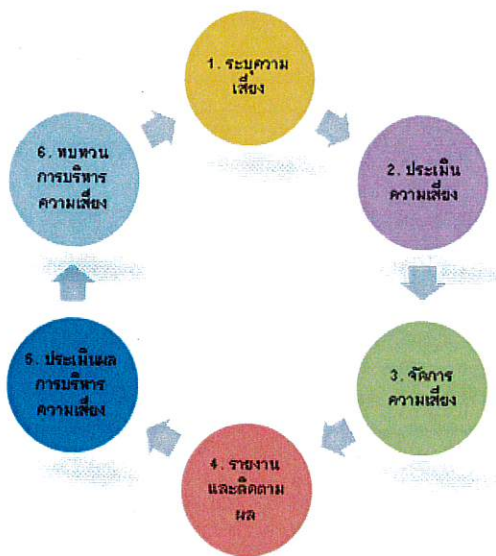 1. ระบุความ
เสี่ยง
2. ประเมิน
ความเสี่ยง
3. จัดการ
ความเสี่ยง
4. รายงาน
และติดตาม
ผล
5. ประเมินผล
การบริหาร
ความเสี่ยง
6. ทบทวน
การบริหาร
ความเสี่ยง